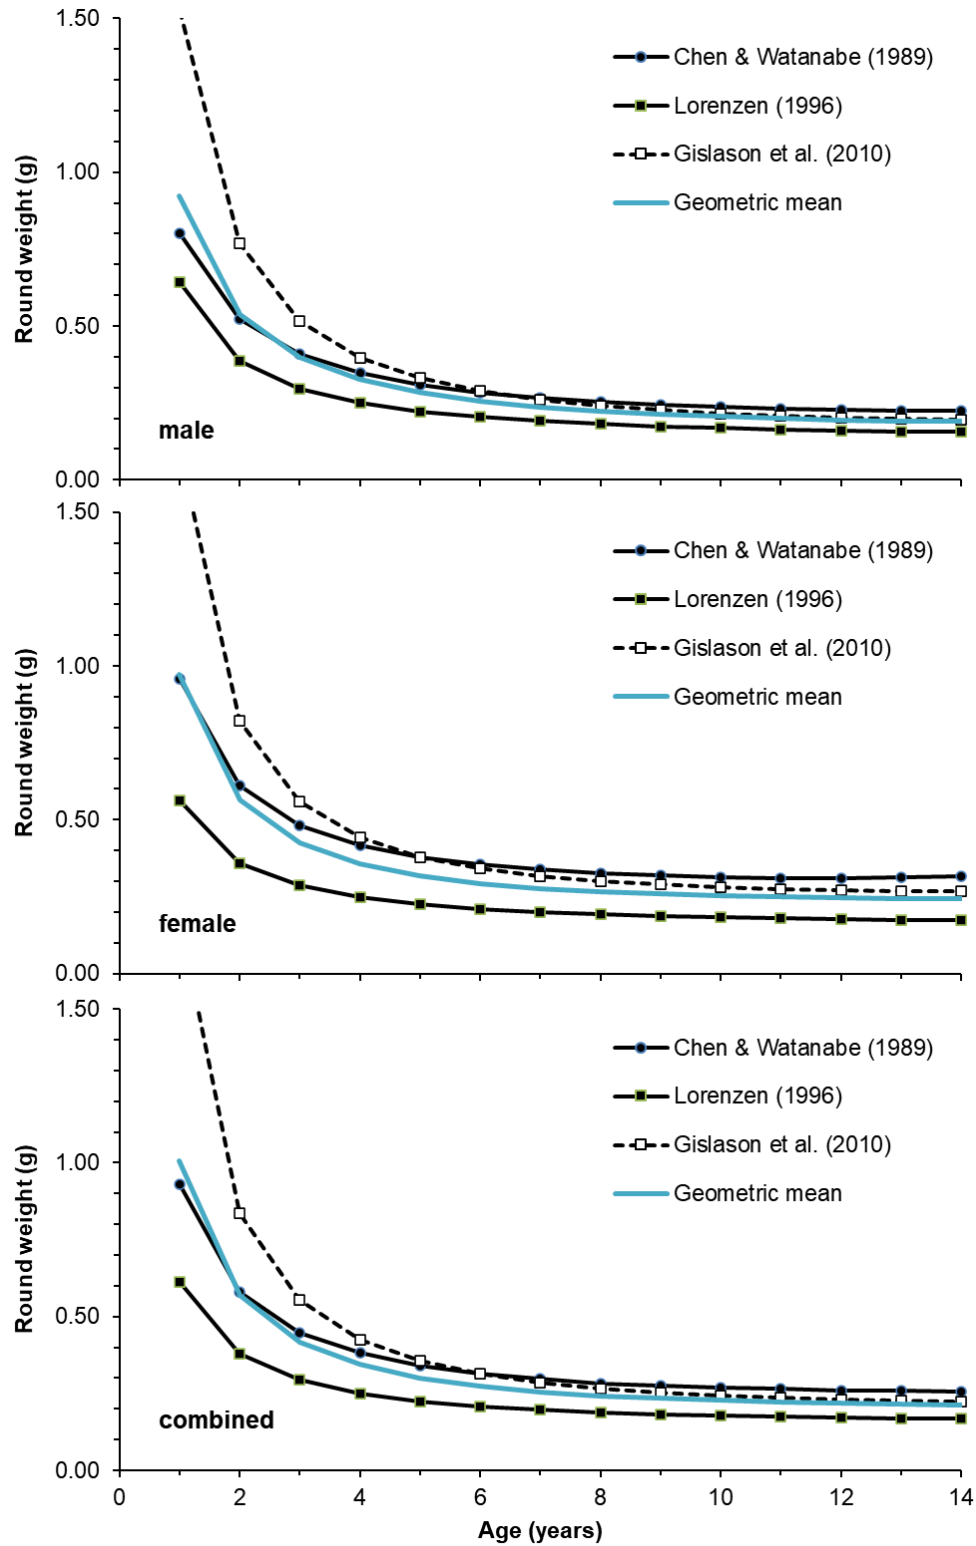 1.50
1.00
0.50
0.00
Round weight (g)
Chen & Watanabe (1989)
Lorenzen (1996)
Gislason et al. (2010)
Geometric mean
male
1.50
1.00
0.50
0.00
Round weight (g)
Chen & Watanabe (1989)
Lorenzen (1996)
Gislason et al. (2010)
Geometric mean
female
1.50
1.00
0.50
0.00
Round weight (g)
Chen & Watanabe (1989)
Lorenzen (1996)
Gislason et al. (2010)
Geometric mean
combined
0 2 4 6 8 10 12 14
Age (years)